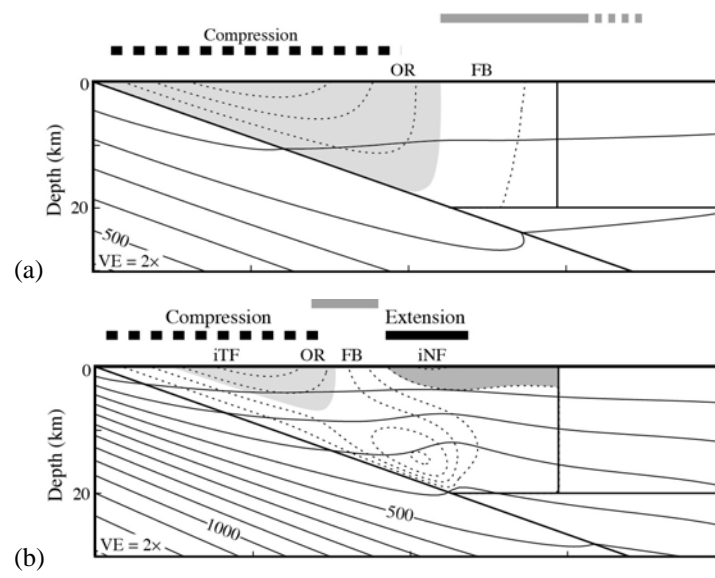 Compression
OR FB
0
Depth (km)
20
500
VE = 2×
(a)
Compression Extension
iTF OR FB iNF
0
Depth (km)
20
500
1000
VE = 2×
(b)